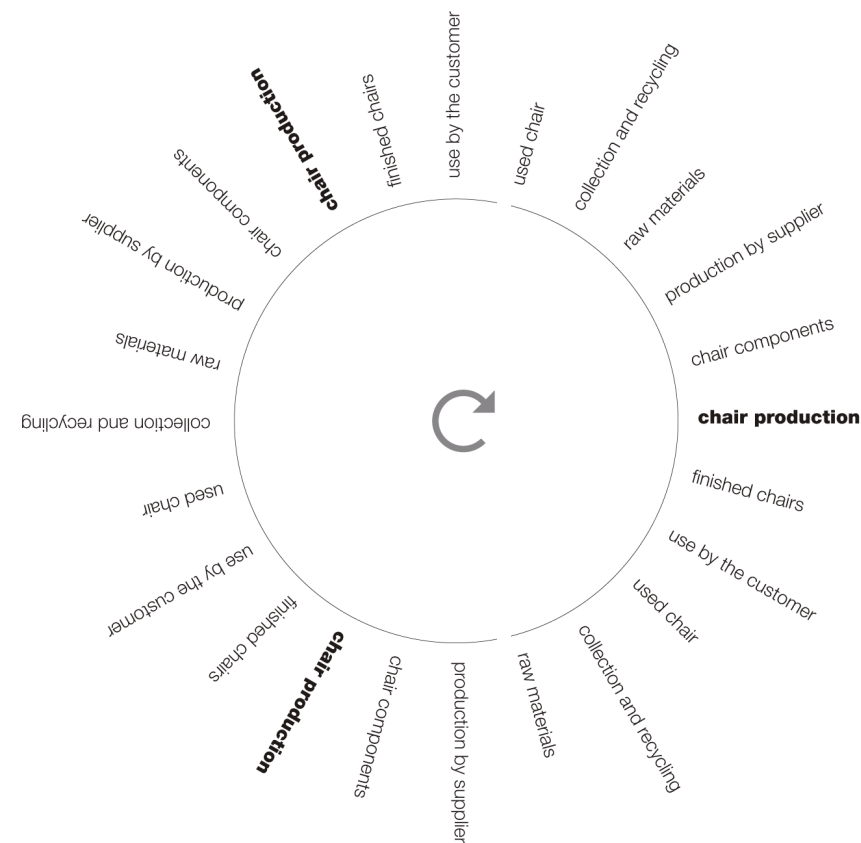 use by the customer
used chair
collection and recycling
raw materials
production by supplier
chair components
chair production
finished chairs
use by the customer
used chair
collection and recycling
raw materials
production by supplier
chair components
chair production
finished chairs
use by the customer
used chair
collection and recycling
raw materials
production by supplier
chair components
chair production
finished chairs